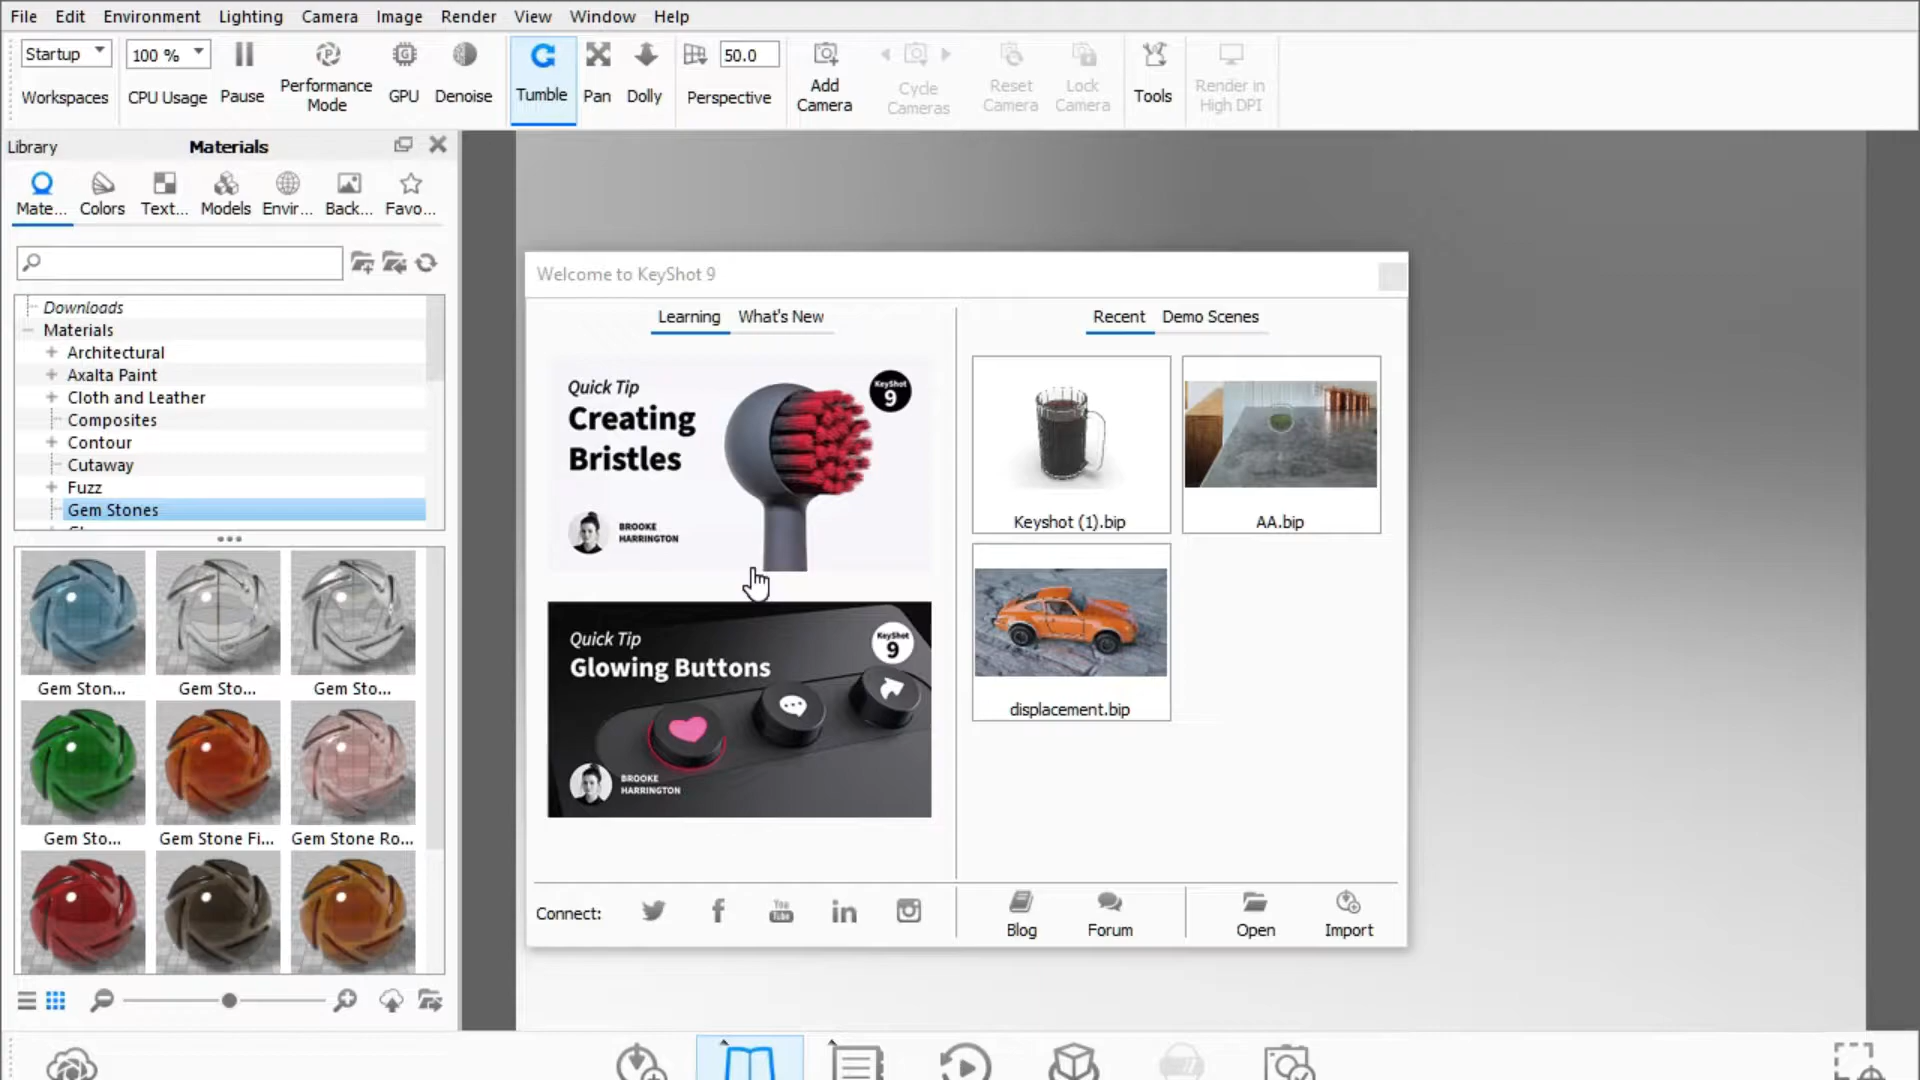 File Edit Environment Lighting Camera Image Render View Window Help
Startup 100 % 50.0
Workspaces CPU Usage Pause Performance Mode GPU Denoise Tumble Pan Dolly Perspective Add Camera Cycle Cameras Reset Camera Lock Camera Tools Render in High DPI
Library Materials
Mate... Colors Text... Models Envir... Back... Favo...
Downloads
Materials
Architectural
Axalta Paint
Cloth and Leather
Composites
Contour
Cutaway
Fuzz
Gem Stones
Gem Ston... Gem Sto... Gem Sto...
Gem Sto... Gem Stone Fi... Gem Stone Ro...
Welcome to KeyShot 9
Learning What's New
Quick Tip
Creating
Bristles
KeyShot
9
BROOKE
HARRINGTON
Quick Tip
Glowing Buttons
KeyShot
9
BROOKE
HARRINGTON
Recent Demo Scenes
Keyshot (1).bip AA.bip
displacement.bip
Connect: You Tube in
Blog Forum Open Import